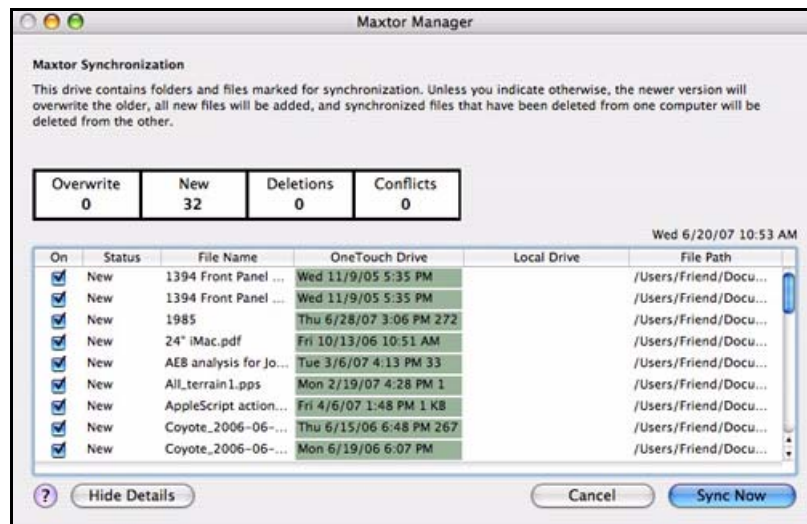 Maxtor Manager
Maxtor Synchronization
This drive contains folders and files marked for synchronization. Unless you indicate otherwise, the newer version will
overwrite the older, all new files will be added, and synchronized files that have been deleted from one computer will be
deleted from the other.
Overwrite New Deletions Conflicts
0 32 0 0
Wed 6/20/07 10:53 AM
On Status File Name OneTouch Drive Local Drive File Path
New 1394 Front Panel ... Wed 11/9/05 5:35 PM /Users/Friend/Docu...
New 1394 Front Panel ... Wed 11/9/05 5:35 PM /Users/Friend/Docu...
New 1985 Thu 6/28/07 3:06 PM 272 /Users/Friend/Docu...
New 24" iMac.pdf Fri 10/13/06 10:51 AM /Users/Friend/Docu...
New AEB analysis for Jo... Tue 3/6/07 4:13 PM 33 /Users/Friend/Docu...
New All_terrain1.pps Mon 2/19/07 4:28 PM 1 /Users/Friend/Docu...
New AppleScript action... Fri 4/6/07 1:48 PM 1 KB /Users/Friend/Docu...
New Coyote_2006-06-... Thu 6/15/06 6:48 PM 267 /Users/Friend/Docu...
New Coyote_2006-06-... Mon 6/19/06 6:07 PM /Users/Friend/Docu...
? Hide Details Cancel Sync Now